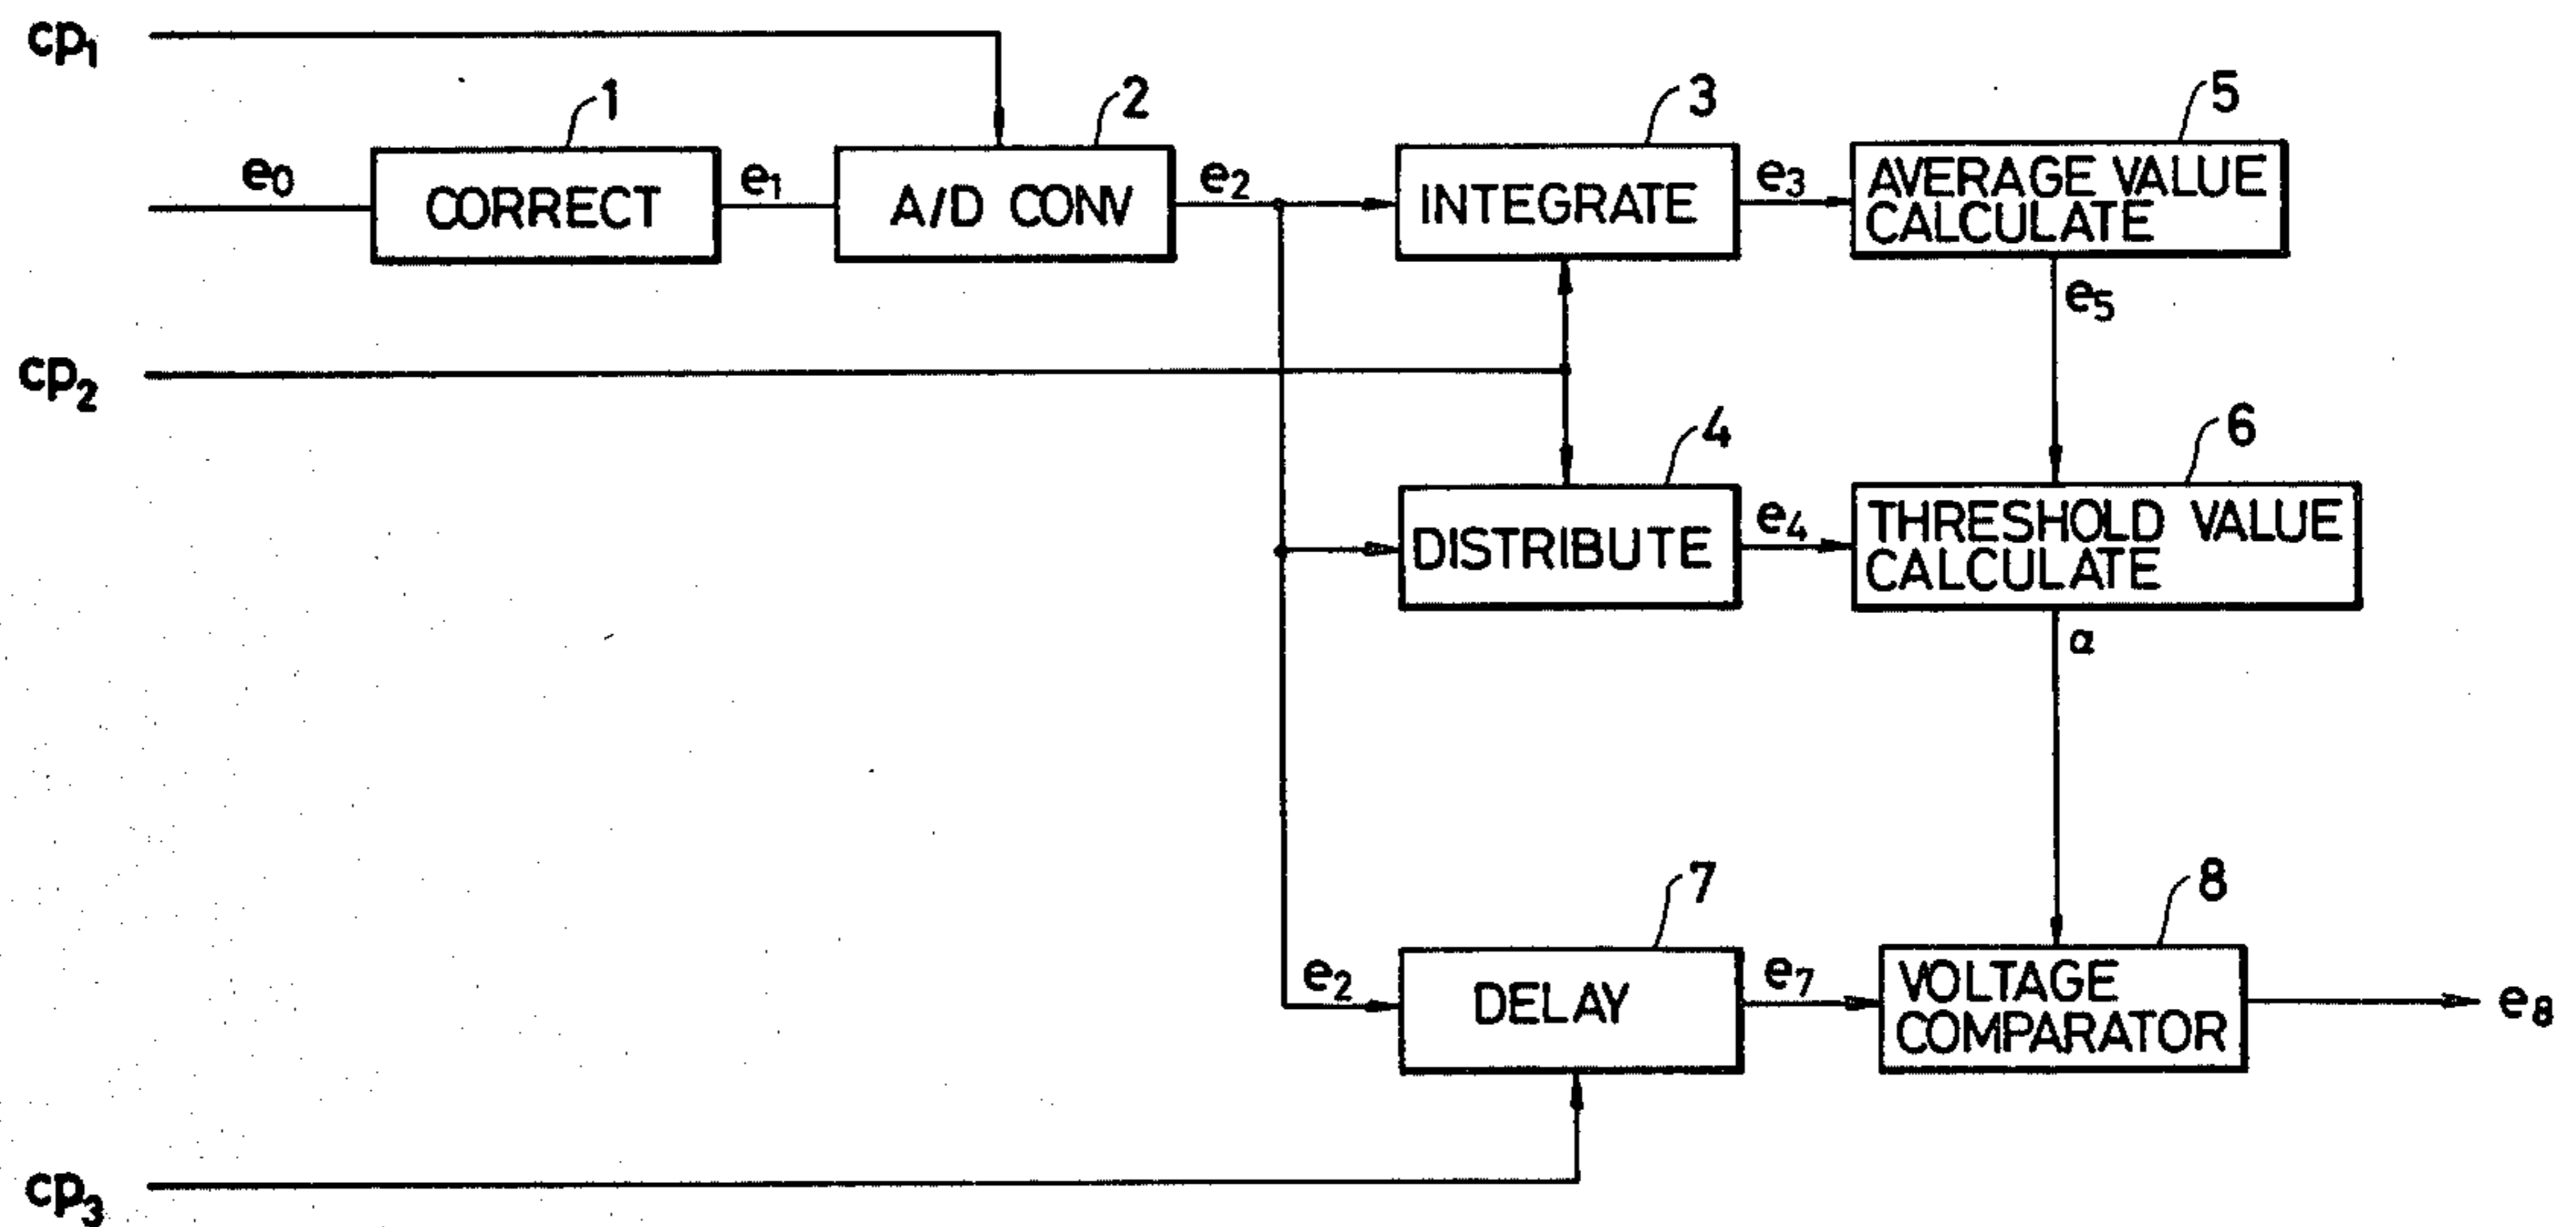 cp₁
1
2
3
5
e₀
CORRECT
e₁
A/D CONV
e₂
INTEGRATE
e₃
AVERAGE VALUE
CALCULATE
e₅
cp₂
4
6
DISTRIBUTE
e₄
THRESHOLD VALUE
CALCULATE
α
7
8
e₂
DELAY
e₇
VOLTAGE
COMPARATOR
e₈
cp₃